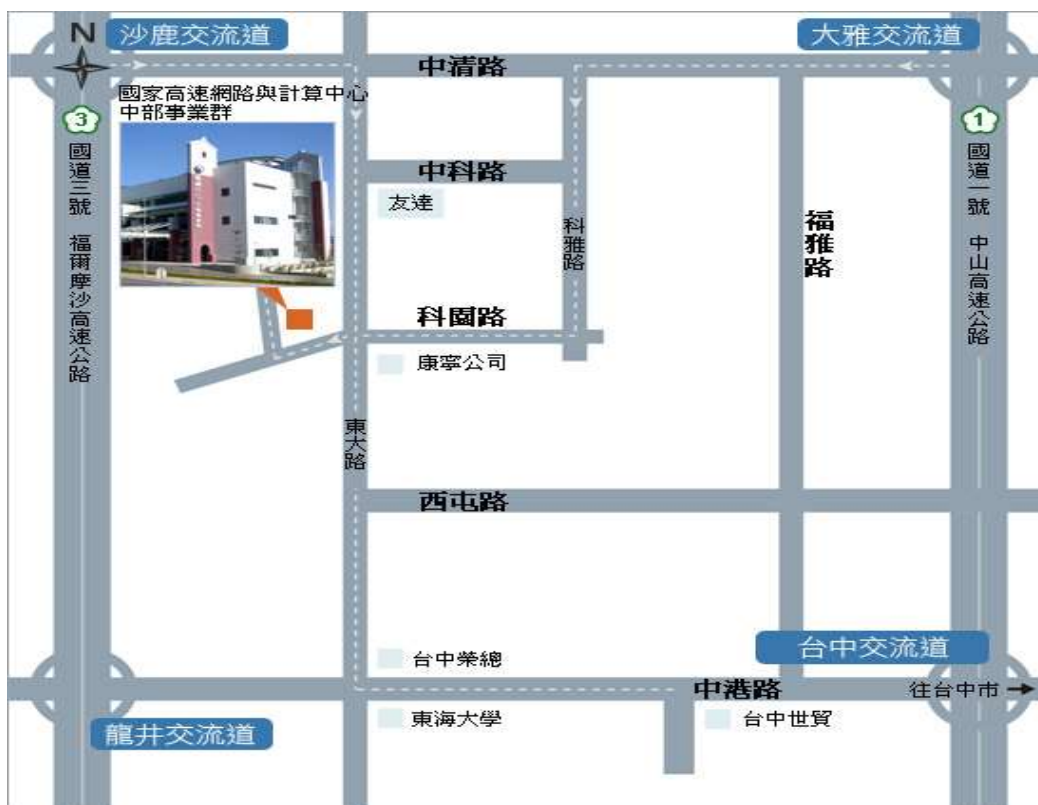 N
沙鹿交流道
大雅交流道
中清路
國家高速網路與計算中心
中部事業群
3
1
國道三號 福爾摩沙高速公路
國道一號 中山高速公路
中科路
友達
科雅路
福雅路
科園路
康寧公司
東大路
西屯路
台中交流道
台中榮總
中港路
往台中市
龍井交流道
東海大學
台中世貿